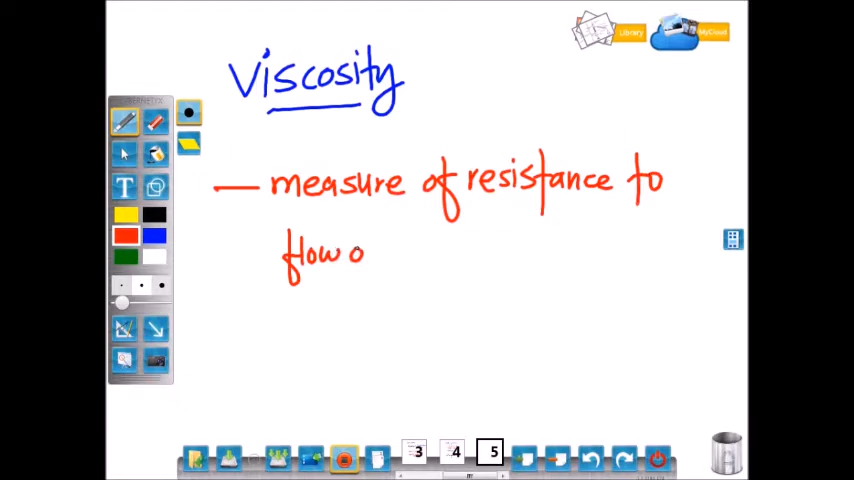 Library
MyCloud
Viscosity
— measure of resistance to
flow o
T
3
4
5